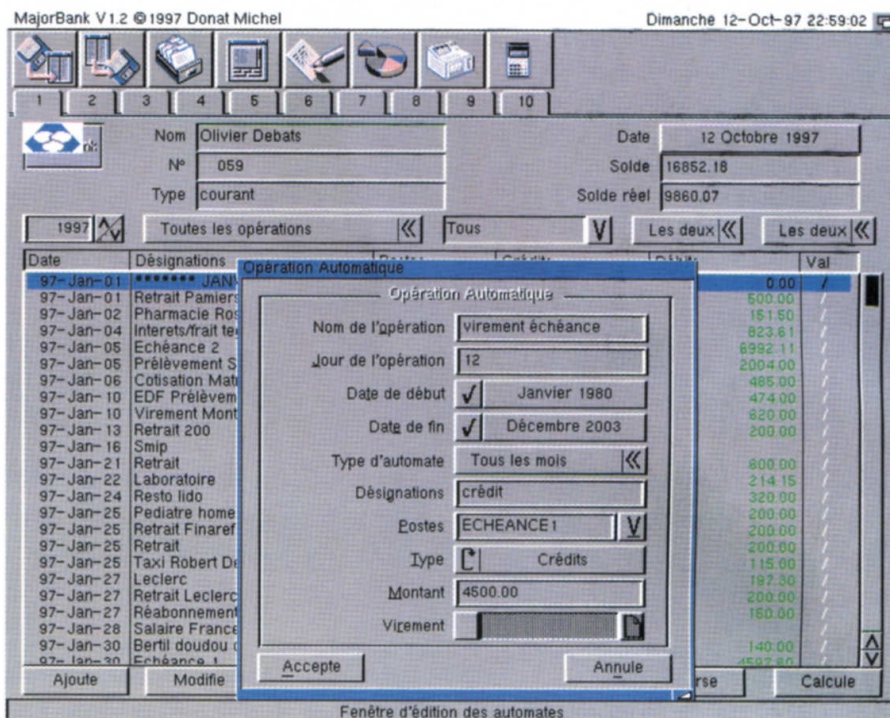 MajorBank V1.2 ©1997 Donat Michel Dimanche 12-Oct-97 22:59:02
1 2 3 4 5 6 7 8 9 10
Nom Olivier Debats Date 12 Octobre 1997
N° 059 Solde 16852.18
Type courant Solde réel 9860.07
1997 Toutes les opérations Tous Les deux Les deux
Date Désignations Val
97-Jan-01 ******* JANV 0.00 /
97-Jan-01 Retrait Pamiers 500.00 /
97-Jan-02 Pharmacie Ros 151.50 /
97-Jan-04 Interets/frait te 823.61 /
97-Jan-05 Echéance 2 6992.11 /
97-Jan-05 Prélèvement S 2004.00 /
97-Jan-06 Cotisation Mat 485.00 /
97-Jan-10 EDF Prélèvem 474.00 /
97-Jan-10 Virement Mont 820.00 /
97-Jan-13 Retrait 200 200.00 /
97-Jan-16 Smip /
97-Jan-21 Retrait 800.00 /
97-Jan-22 Laboratoire 214.15 /
97-Jan-24 Resto lido 320.00 /
97-Jan-25 Pediatre home 200.00 /
97-Jan-25 Retrait Finaref 200.00 /
97-Jan-25 Retrait 200.00 /
97-Jan-25 Taxi Robert De 115.00 /
97-Jan-27 Leclerc 197.30 /
97-Jan-27 Retrait Leclerc 200.00 /
97-Jan-27 Réabonnement 160.00 /
97-Jan-28 Salaire France /
97-Jan-30 Bertil doudou 140.00 /
97-Jan-30 Echéance 1
Opération Automatique
Opération Automatique
Nom de l'opération virement échéance
Jour de l'opération 12
Date de début Janvier 1980
Date de fin Décembre 2003
Type d'automate Tous les mois
Désignations crédit
Postes ECHEANCE1
Type Crédits
Montant 4500.00
Virement
Accepte Annule
Ajoute Modifie rse Calcule
Fenêtre d'édition des automates